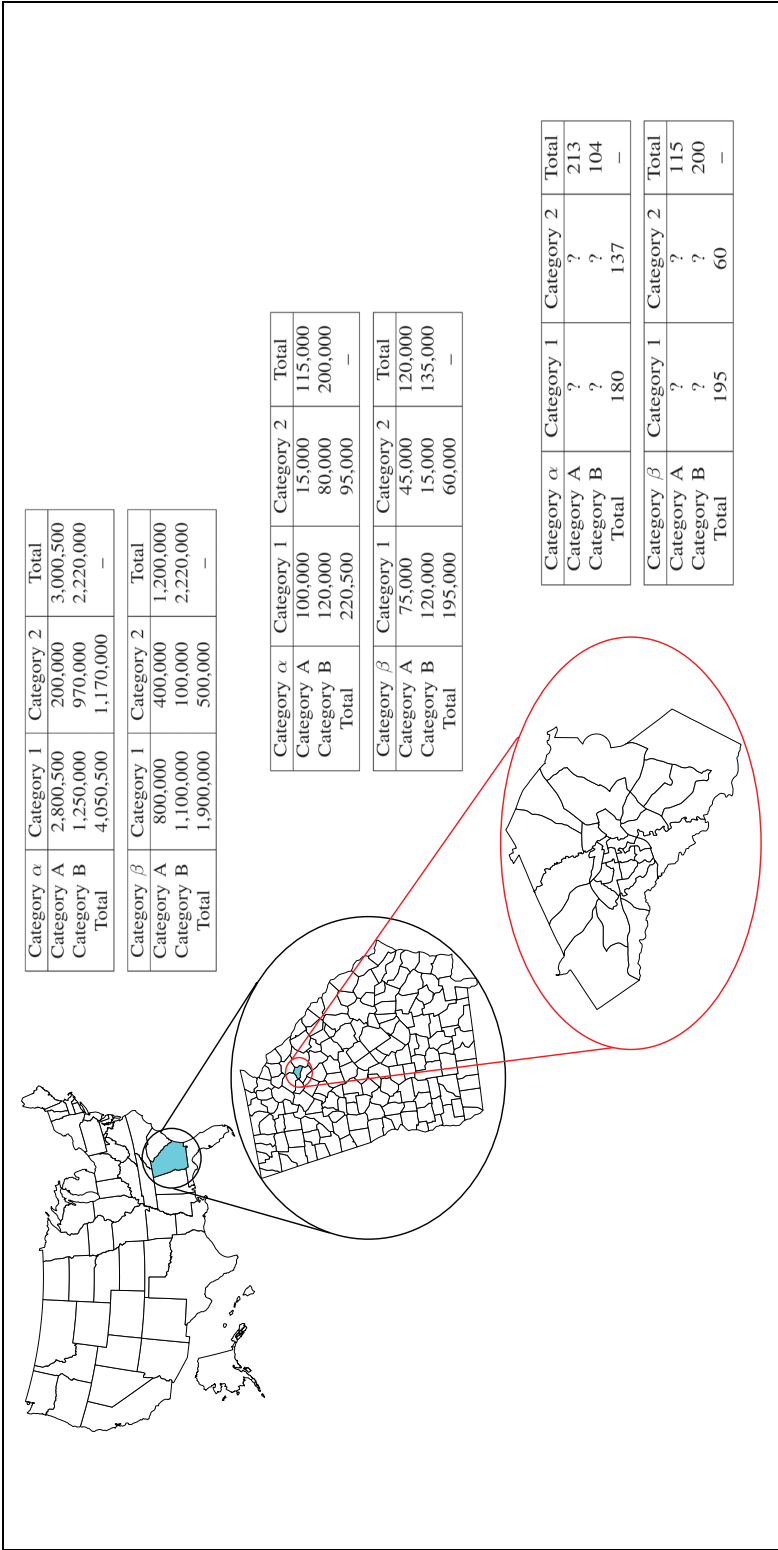 Category α Category 1 Category 2 Total
Category A 2,800,500 200,000 3,000,500
Category B 1,250,000 970,000 2,220,000
Total 4,050,500 1,170,000 –
Category β Category 1 Category 2 Total
Category A 800,000 400,000 1,200,000
Category B 1,100,000 100,000 2,220,000
Total 1,900,000 500,000 –
Category α Category 1 Category 2 Total
Category A 100,000 15,000 115,000
Category B 120,000 80,000 200,000
Total 220,500 95,000 –
Category β Category 1 Category 2 Total
Category A 75,000 45,000 120,000
Category B 120,000 15,000 135,000
Total 195,000 60,000 –
Category α Category 1 Category 2 Total
Category A ? ? 213
Category B ? ? 104
Total 180 137 –
Category β Category 1 Category 2 Total
Category A ? ? 115
Category B ? ? 200
Total 195 60 –